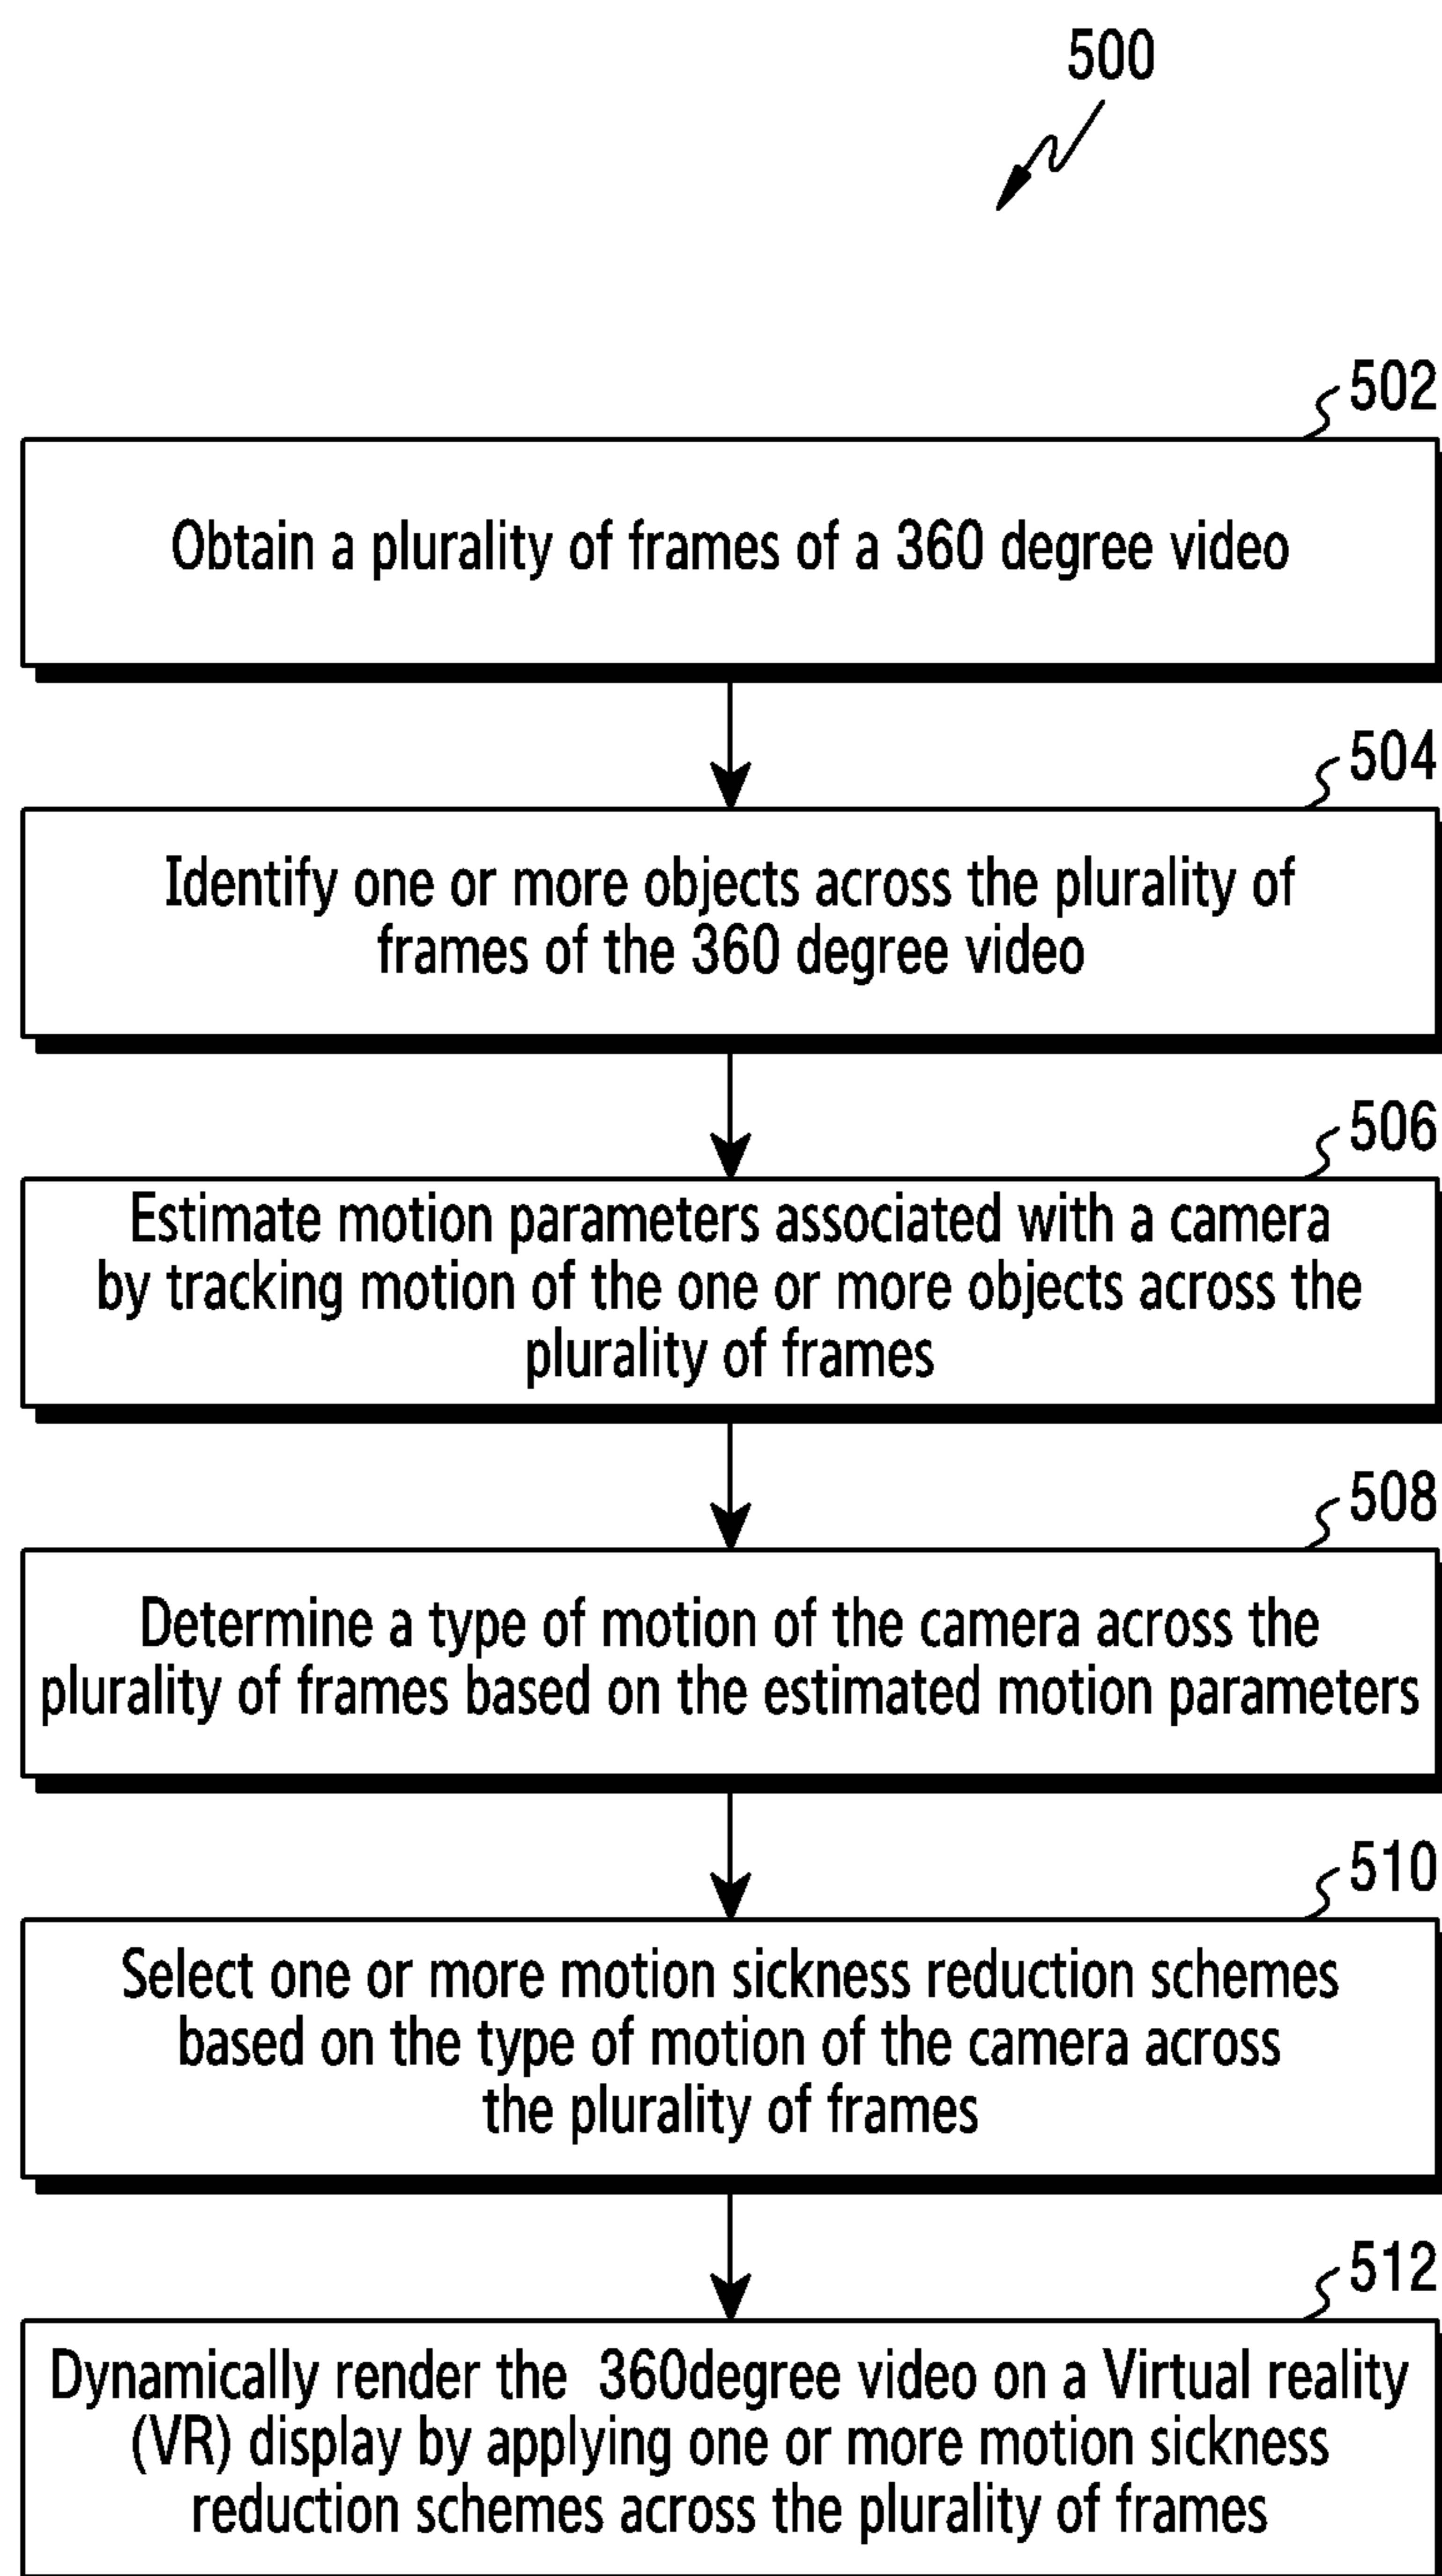 500
502
Obtain a plurality of frames of a 360 degree video
504
Identify one or more objects across the plurality of
frames of the 360 degree video
506
Estimate motion parameters associated with a camera
by tracking motion of the one or more objects across the
plurality of frames
508
Determine a type of motion of the camera across the
plurality of frames based on the estimated motion parameters
510
Select one or more motion sickness reduction schemes
based on the type of motion of the camera across
the plurality of frames
512
Dynamically render the 360degree video on a Virtual reality
(VR) display by applying one or more motion sickness
reduction schemes across the plurality of frames